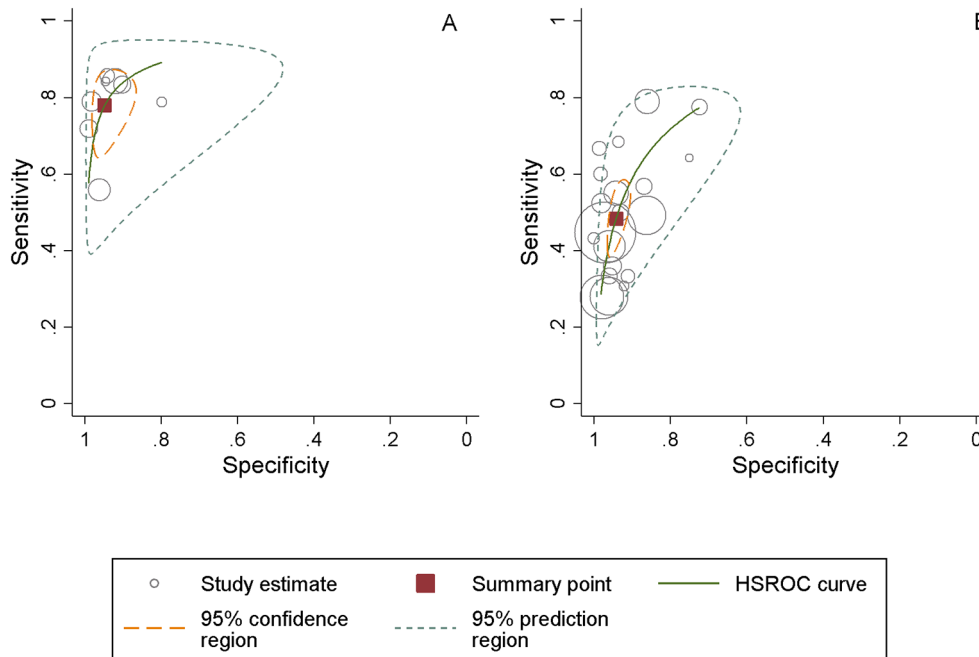 A
1
.8
.6
.4
.2
0
Sensitivity
1 .8 .6 .4 .2 0
Specificity
B
1
.8
.6
.4
.2
0
Sensitivity
1 .8 .6 .4 .2 0
Specificity
Study estimate
Summary point
HSROC curve
95% confidence
region
95% prediction
region